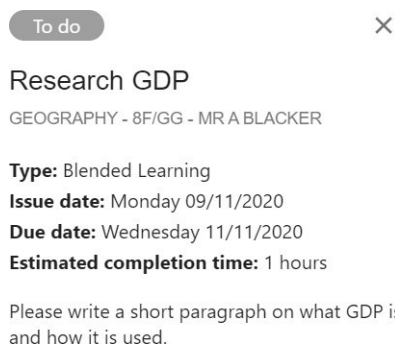 To do
Research GDP
GEOGRAPHY - 8F/GG - MR A BLACKER
Type: Blended Learning
Issue date: Monday 09/11/2020
Due date: Wednesday 11/11/2020
Estimated completion time: 1 hours
Please write a short paragraph on what GDP is
and how it is used.